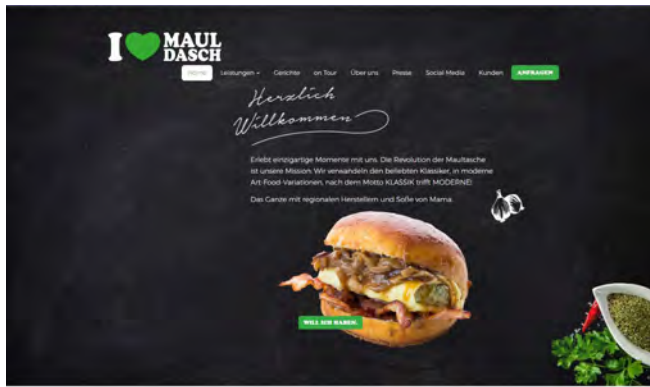 I MAUL
DASCH
Home Leistungen Gerichte on Tour Über uns Presse Social Media Kunden ANFRAGEN
Herzlich
Willkommen
Erlebt einzigartige Momente mit uns. Die Revolution der Maultasche
ist unsere Mission. Wir verwandeln den beliebten Klassiker, in moderne
Art-Food-Variationen, nach dem Motto KLASSIK trifft MODERNE!
Das Ganze mit regionalen Herstellern und Soße von Mama.
WILL ICH HABEN.